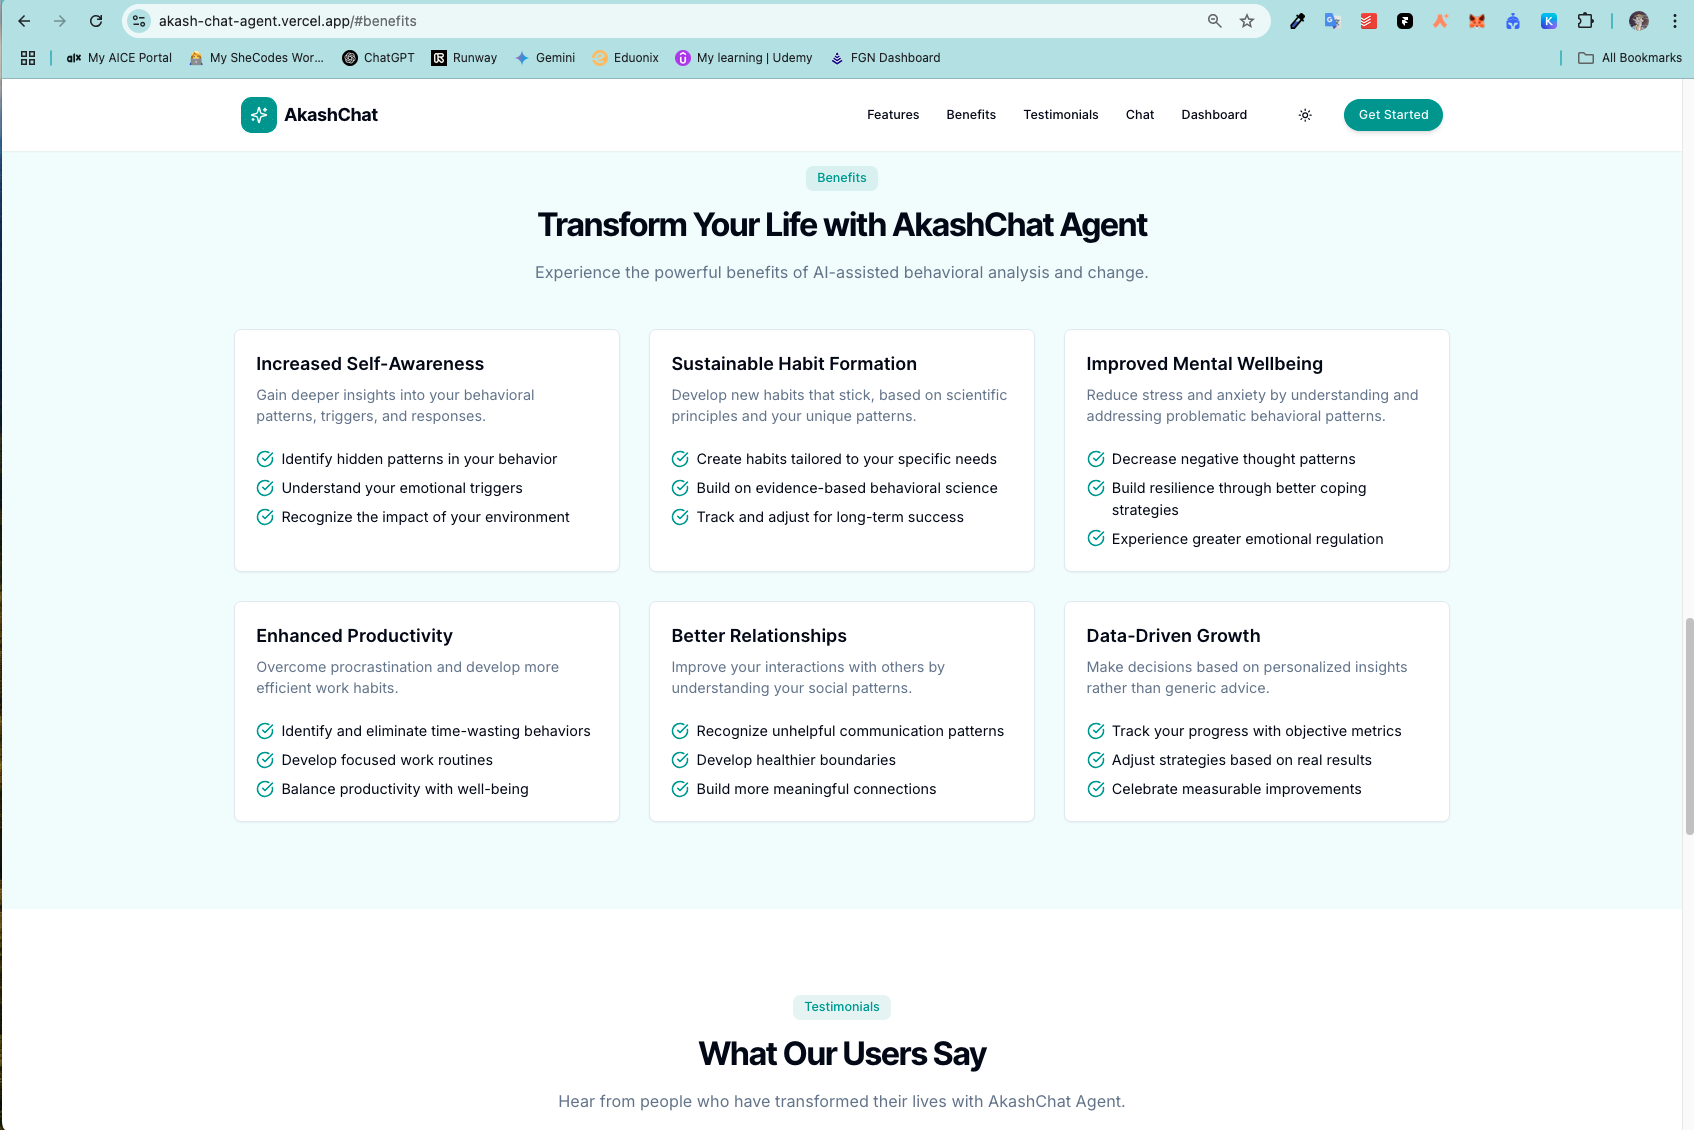 akash-chat-agent.vercel.app/#benefits
My AICE Portal
My SheCodes Wor...
ChatGPT
Runway
Gemini
Eduonix
My learning | Udemy
FGN Dashboard
All Bookmarks
AkashChat
Features
Benefits
Testimonials
Chat
Dashboard
Get Started
Benefits
Transform Your Life with AkashChat Agent
Experience the powerful benefits of AI-assisted behavioral analysis and change.
Increased Self-Awareness
Gain deeper insights into your behavioral
patterns, triggers, and responses.
Identify hidden patterns in your behavior
Understand your emotional triggers
Recognize the impact of your environment
Sustainable Habit Formation
Develop new habits that stick, based on scientific
principles and your unique patterns.
Create habits tailored to your specific needs
Build on evidence-based behavioral science
Track and adjust for long-term success
Improved Mental Wellbeing
Reduce stress and anxiety by understanding and
addressing problematic behavioral patterns.
Decrease negative thought patterns
Build resilience through better coping
strategies
Experience greater emotional regulation
Enhanced Productivity
Overcome procrastination and develop more
efficient work habits.
Identify and eliminate time-wasting behaviors
Develop focused work routines
Balance productivity with well-being
Better Relationships
Improve your interactions with others by
understanding your social patterns.
Recognize unhelpful communication patterns
Develop healthier boundaries
Build more meaningful connections
Data-Driven Growth
Make decisions based on personalized insights
rather than generic advice.
Track your progress with objective metrics
Adjust strategies based on real results
Celebrate measurable improvements
Testimonials
What Our Users Say
Hear from people who have transformed their lives with AkashChat Agent.